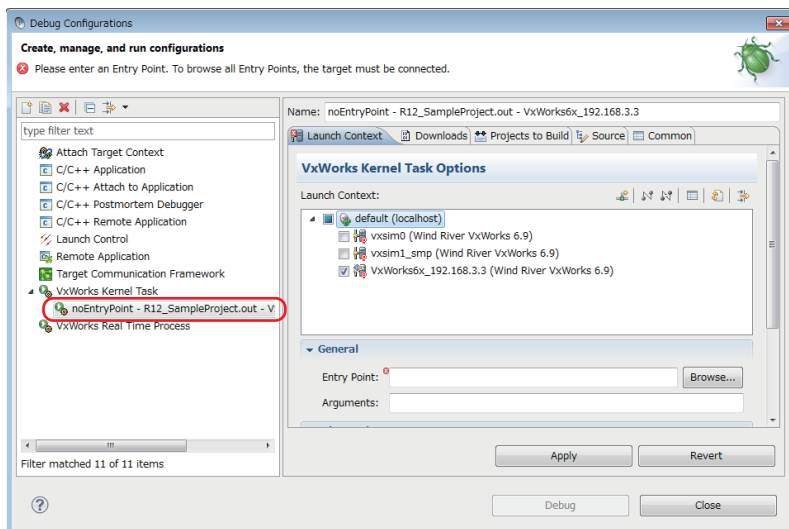 Debug Configurations
Create, manage, and run configurations
Please enter an Entry Point. To browse all Entry Points, the target must be connected.
type filter text
Attach Target Context
C/C++ Application
C/C++ Attach to Application
C/C++ Postmortem Debugger
C/C++ Remote Application
Launch Control
Remote Application
Target Communication Framework
VxWorks Kernel Task
noEntryPoint - R12_SampleProject.out - V
VxWorks Real Time Process
Filter matched 11 of 11 items
Name: noEntryPoint - R12_SampleProject.out - VxWorks6x_192.168.3.3
Launch Context Downloads Projects to Build Source Common
VxWorks Kernel Task Options
Launch Context:
default (localhost)
vxsim0 (Wind River VxWorks 6.9)
vxsim1_smp (Wind River VxWorks 6.9)
VxWorks6x_192.168.3.3 (Wind River VxWorks 6.9)
General
Entry Point: Browse...
Arguments:
Apply Revert
Debug Close